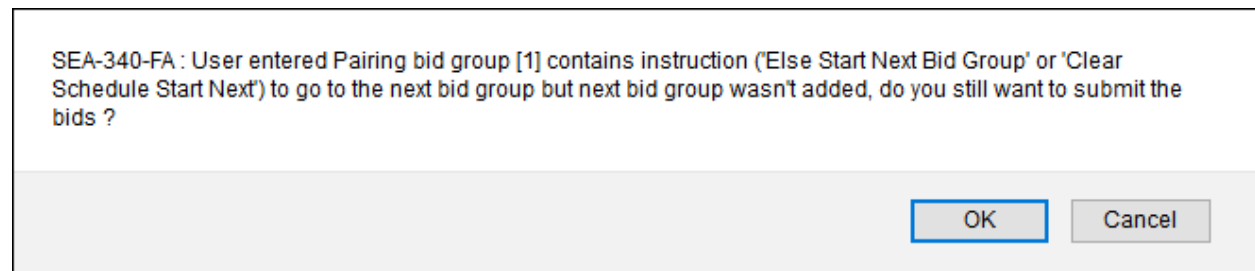 SEA-340-FA : User entered Pairing bid group [1] contains instruction ('Else Start Next Bid Group' or 'Clear
Schedule Start Next') to go to the next bid group but next bid group wasn't added, do you still want to submit the
bids ?
OK
Cancel